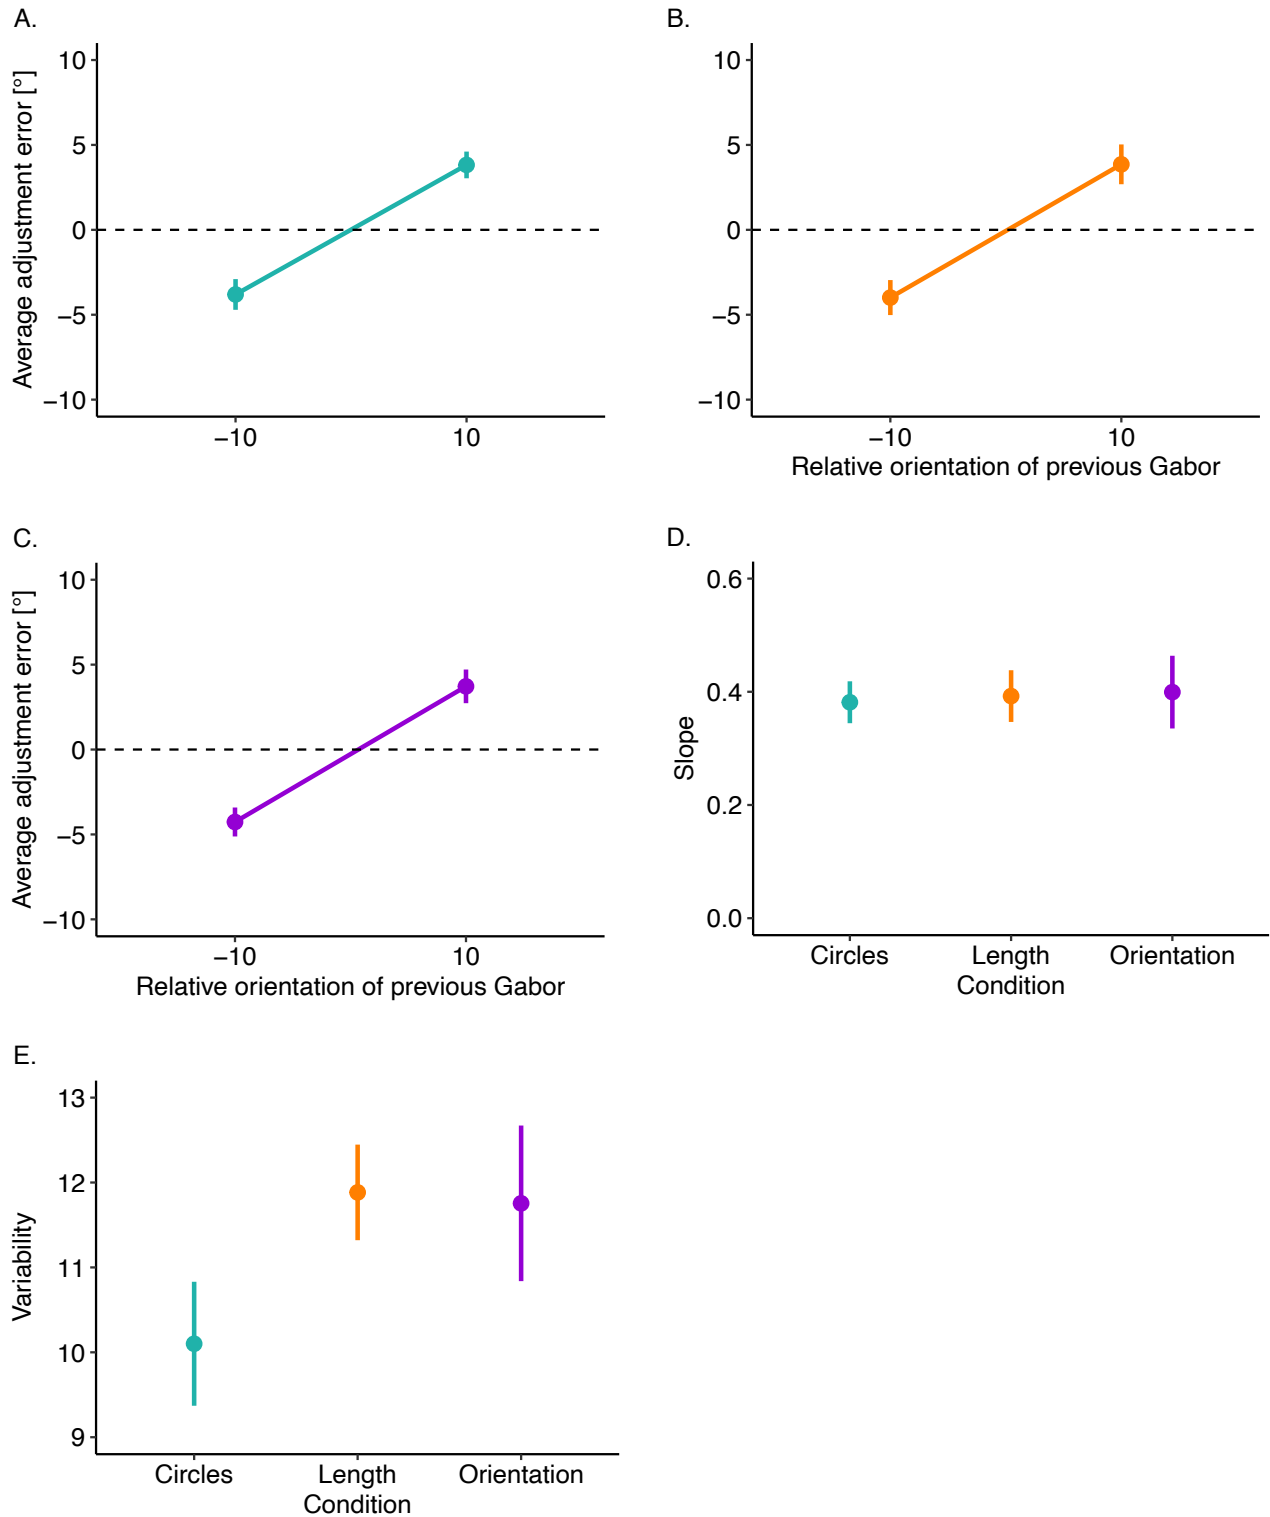 A.
Average adjustment error [°]
10
5
0
−5
−10
−10 10
B.
10
5
0
−5
−10
−10 10
Relative orientation of previous Gabor
C.
Average adjustment error [°]
10
5
0
−5
−10
−10 10
Relative orientation of previous Gabor
D.
Slope
0.6
0.4
0.2
0.0
Circles Length Orientation
Condition
E.
Variability
13
12
11
10
9
Circles Length Orientation
Condition